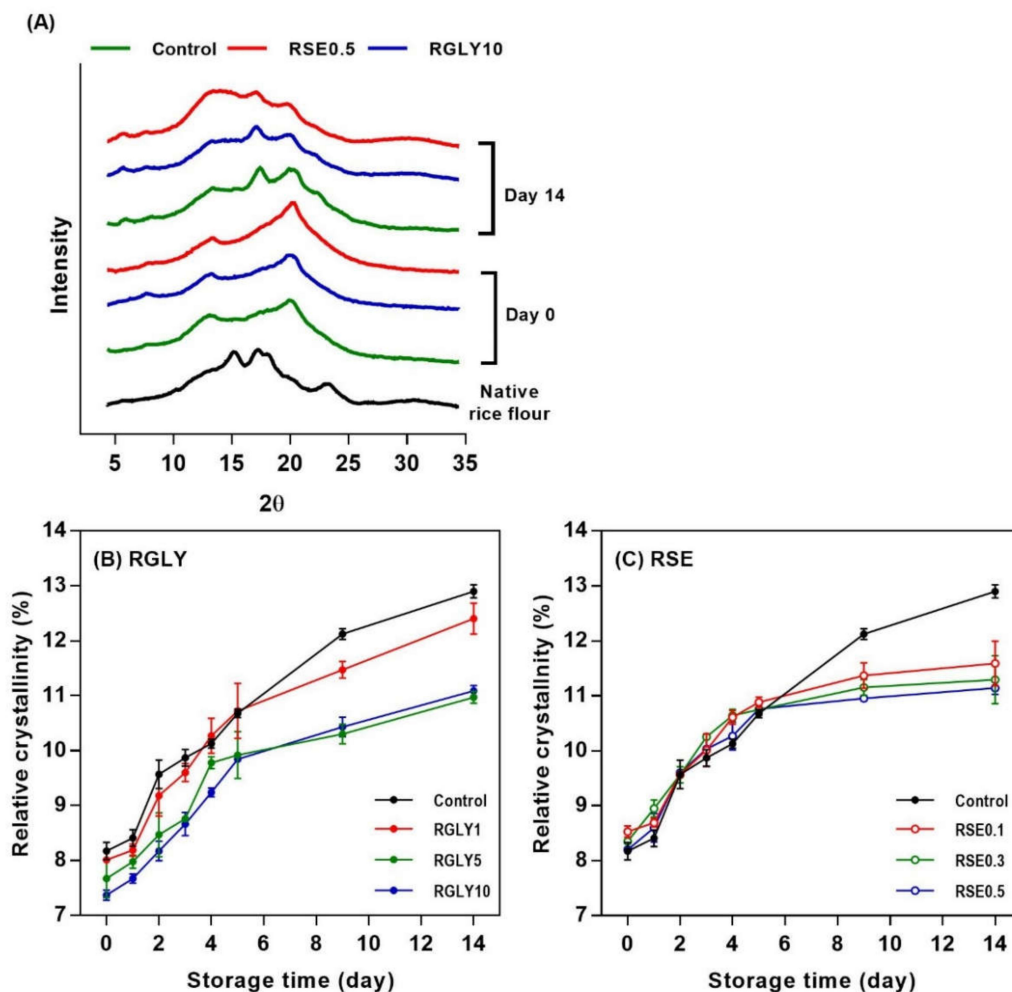 (A)
Control RSE0.5 RGLY10
Intensity
Day 14
Day 0
Native
rice flour
5 10 15 20 25 30 35
2θ
(B) RGLY
Relative crystallinity (%)
14
13
12
11
10
9
8
7
Control
RGLY1
RGLY5
RGLY10
0 2 4 6 8 10 12 14
Storage time (day)
(C) RSE
Relative crystallinity (%)
14
13
12
11
10
9
8
7
Control
RSE0.1
RSE0.3
RSE0.5
0 2 4 6 8 10 12 14
Storage time (day)